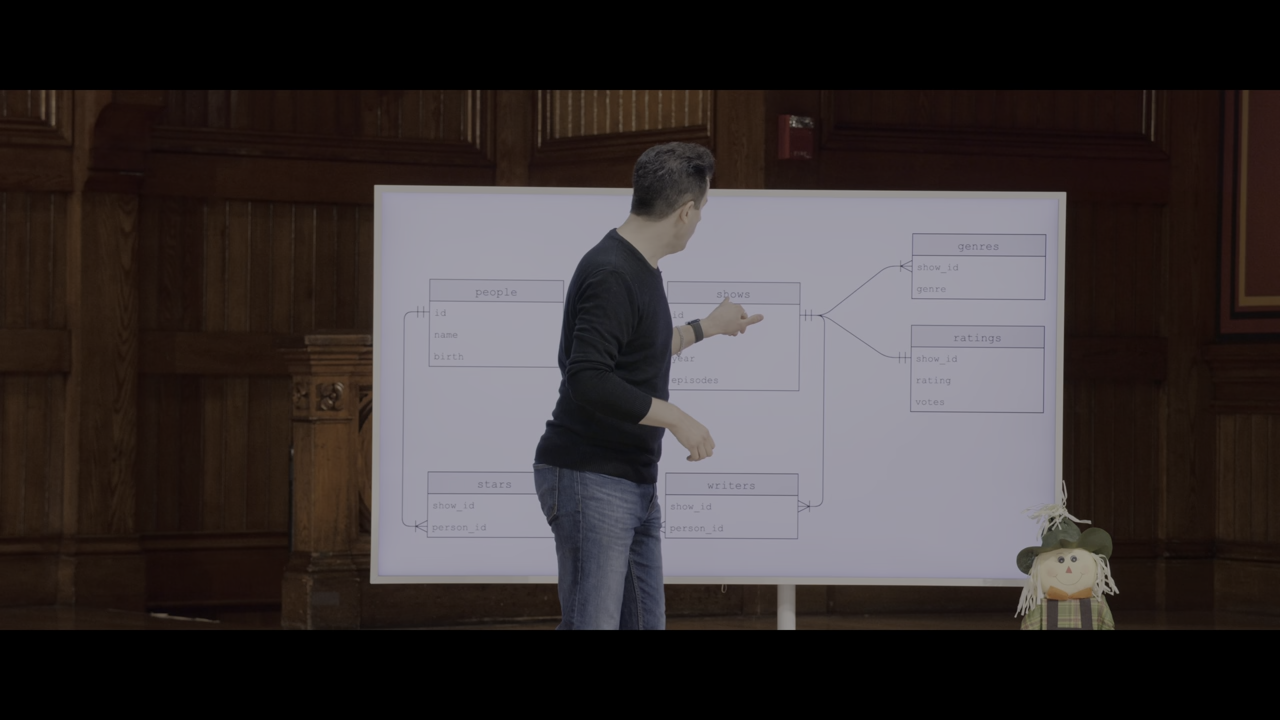 people
id
name
birth
shows
id
year
episodes
genres
show_id
genre
ratings
show_id
rating
votes
stars
show_id
person_id
writers
show_id
person_id